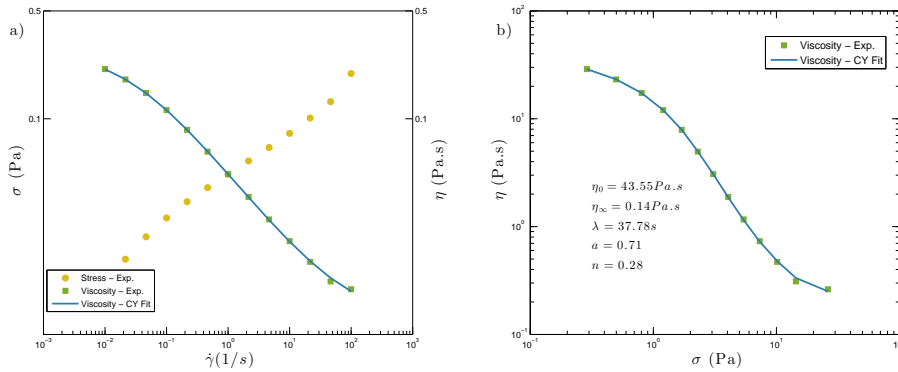 a)
0.5
0.1
σ (Pa)
10^-3 10^-2 10^-1 10^0 10^1 10^2 10^3
γ̇(1/s)
0.5
0.1
η (Pa.s)
Stress – Exp.
Viscosity – Exp.
Viscosity – CY Fit
b)
10^2
10^1
10^0
10^-1
η (Pa.s)
Viscosity – Exp.
Viscosity – CY Fit
η_0 = 43.55Pa.s
η_∞ = 0.14Pa.s
λ = 37.78s
a = 0.71
n = 0.28
10^-1 10^0 10^1
σ (Pa)